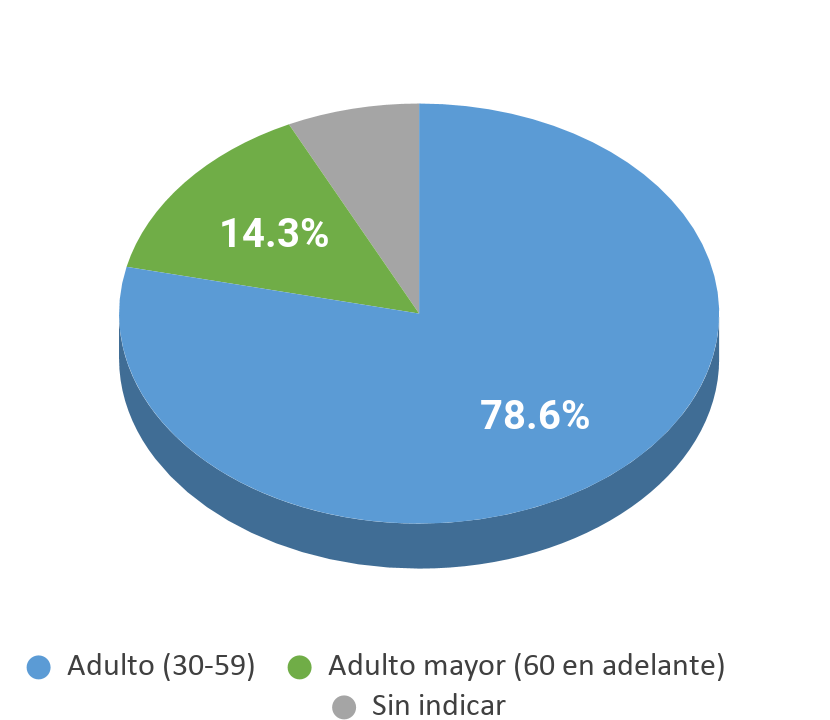 14.3%
78.6%
Adulto (30-59) Adulto mayor (60 en adelante)
Sin indicar